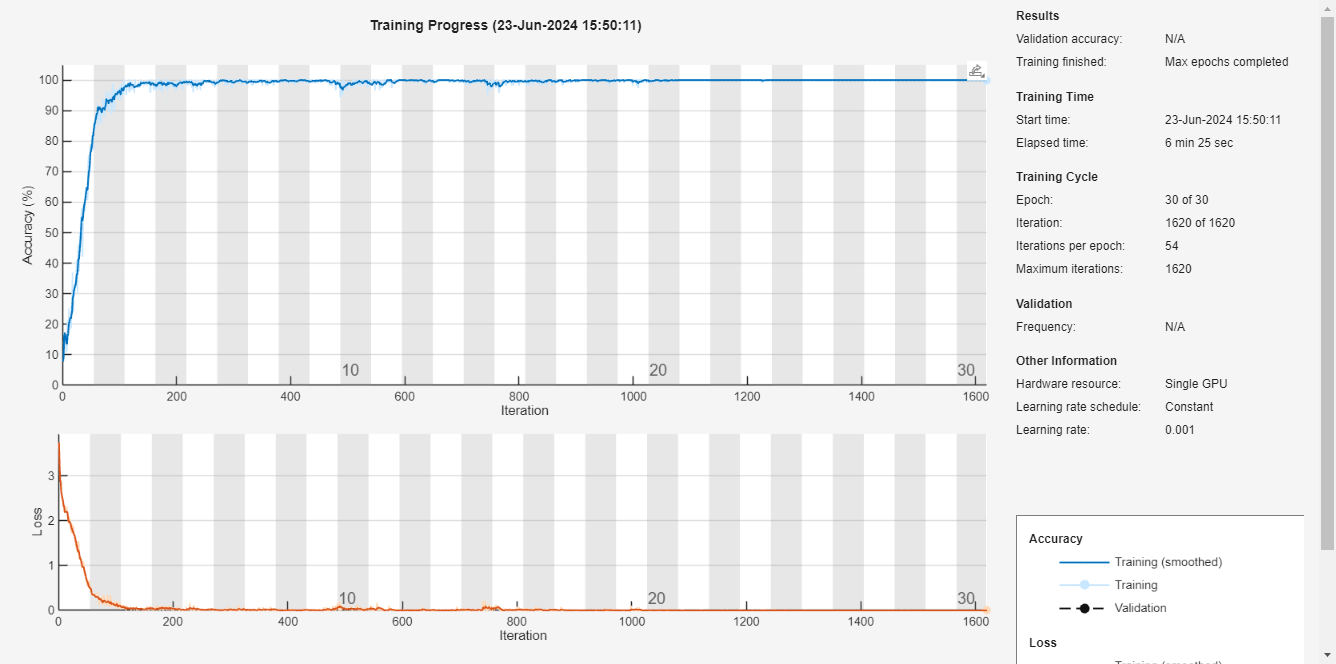 Training Progress (23-Jun-2024 15:50:11)
100
90
80
70
60
50
40
30
20
10
0
Accuracy (%)
10
20
30
0
200
400
600
800
1000
1200
1400
1600
Iteration
3
2
1
0
Loss
10
20
30
0
200
400
600
800
1000
1200
1400
1600
Iteration
Results
Validation accuracy: N/A
Training finished: Max epochs completed
Training Time
Start time: 23-Jun-2024 15:50:11
Elapsed time: 6 min 25 sec
Training Cycle
Epoch: 30 of 30
Iteration: 1620 of 1620
Iterations per epoch: 54
Maximum iterations: 1620
Validation
Frequency: N/A
Other Information
Hardware resource: Single GPU
Learning rate schedule: Constant
Learning rate: 0.001
Accuracy
Training (smoothed)
Training
Validation
Loss
Training (smoothed)